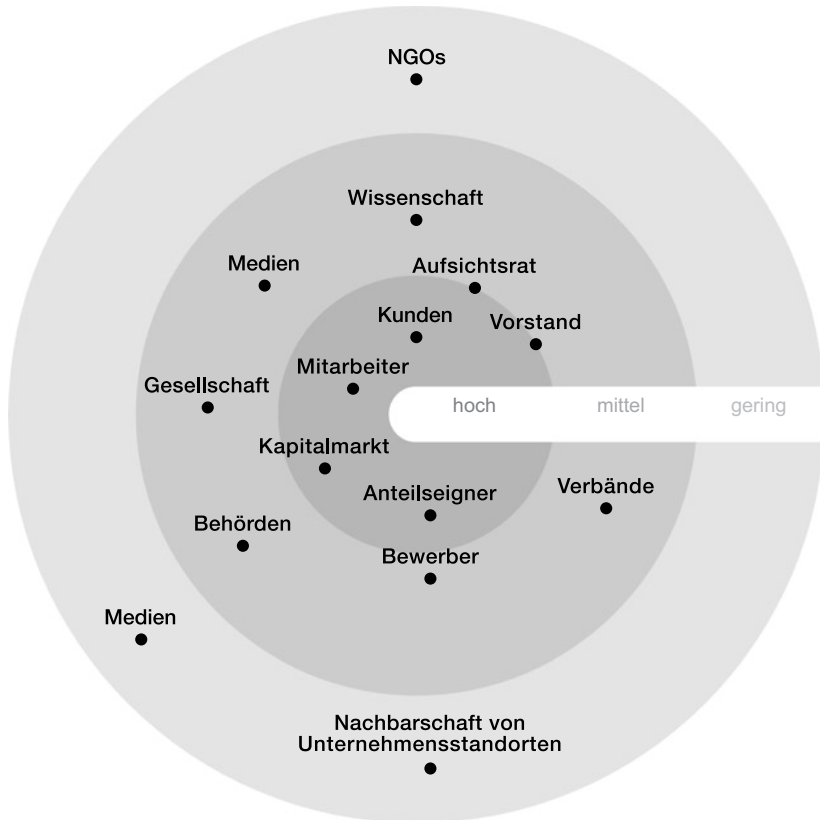 NGOs
Wissenschaft
Medien
Aufsichtsrat
Kunden
Vorstand
Mitarbeiter
Gesellschaft
hoch
mittel
gering
Kapitalmarkt
Anteilseigner
Verbände
Behörden
Bewerber
Medien
Nachbarschaft von
Unternehmensstandorten